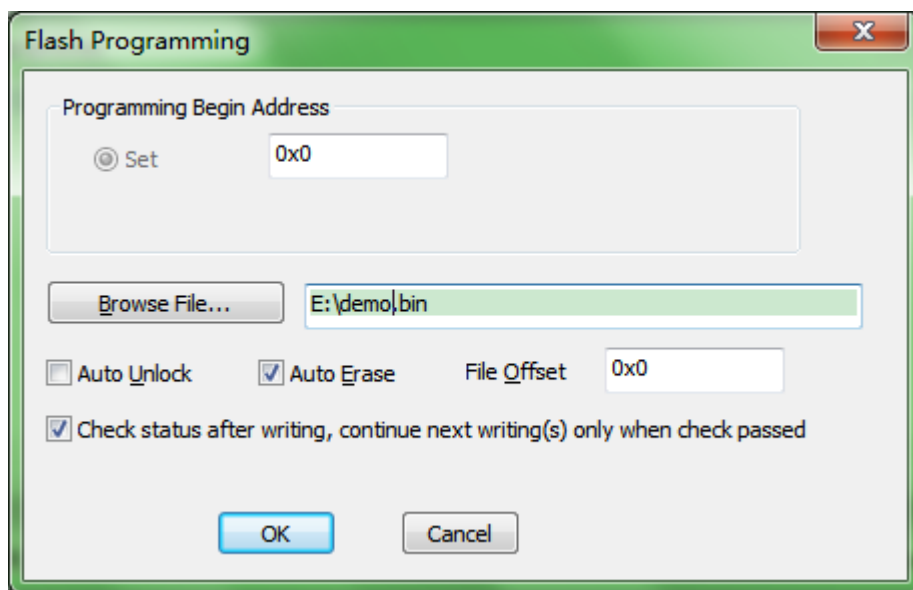 Flash Programming
Programming Begin Address
Set 0x0
Browse File... E:\demo.bin
Auto Unlock Auto Erase File Offset 0x0
Check status after writing, continue next writing(s) only when check passed
OK Cancel